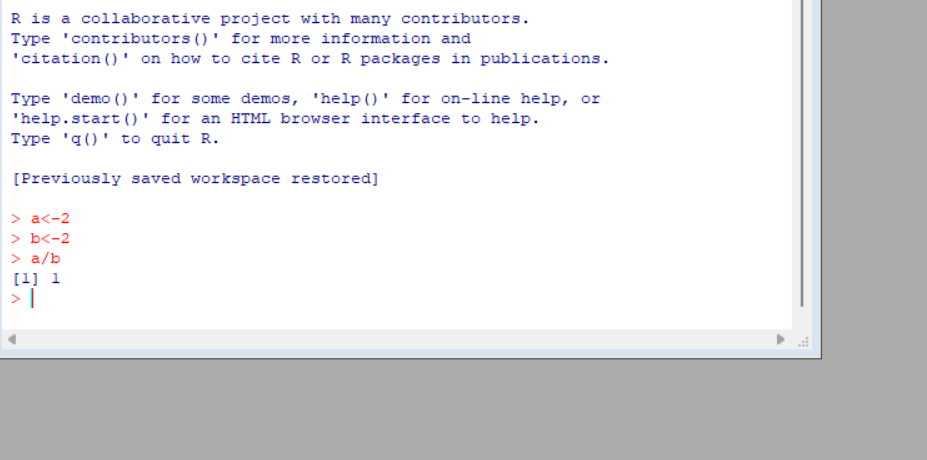 R is a collaborative project with many contributors.
Type 'contributors()' for more information and
'citation()' on how to cite R or R packages in publications.
Type 'demo()' for some demos, 'help()' for on-line help, or
'help.start()' for an HTML browser interface to help.
Type 'q()' to quit R.
[Previously saved workspace restored]
> a<-2
> b<-2
> a/b
[1] 1
>